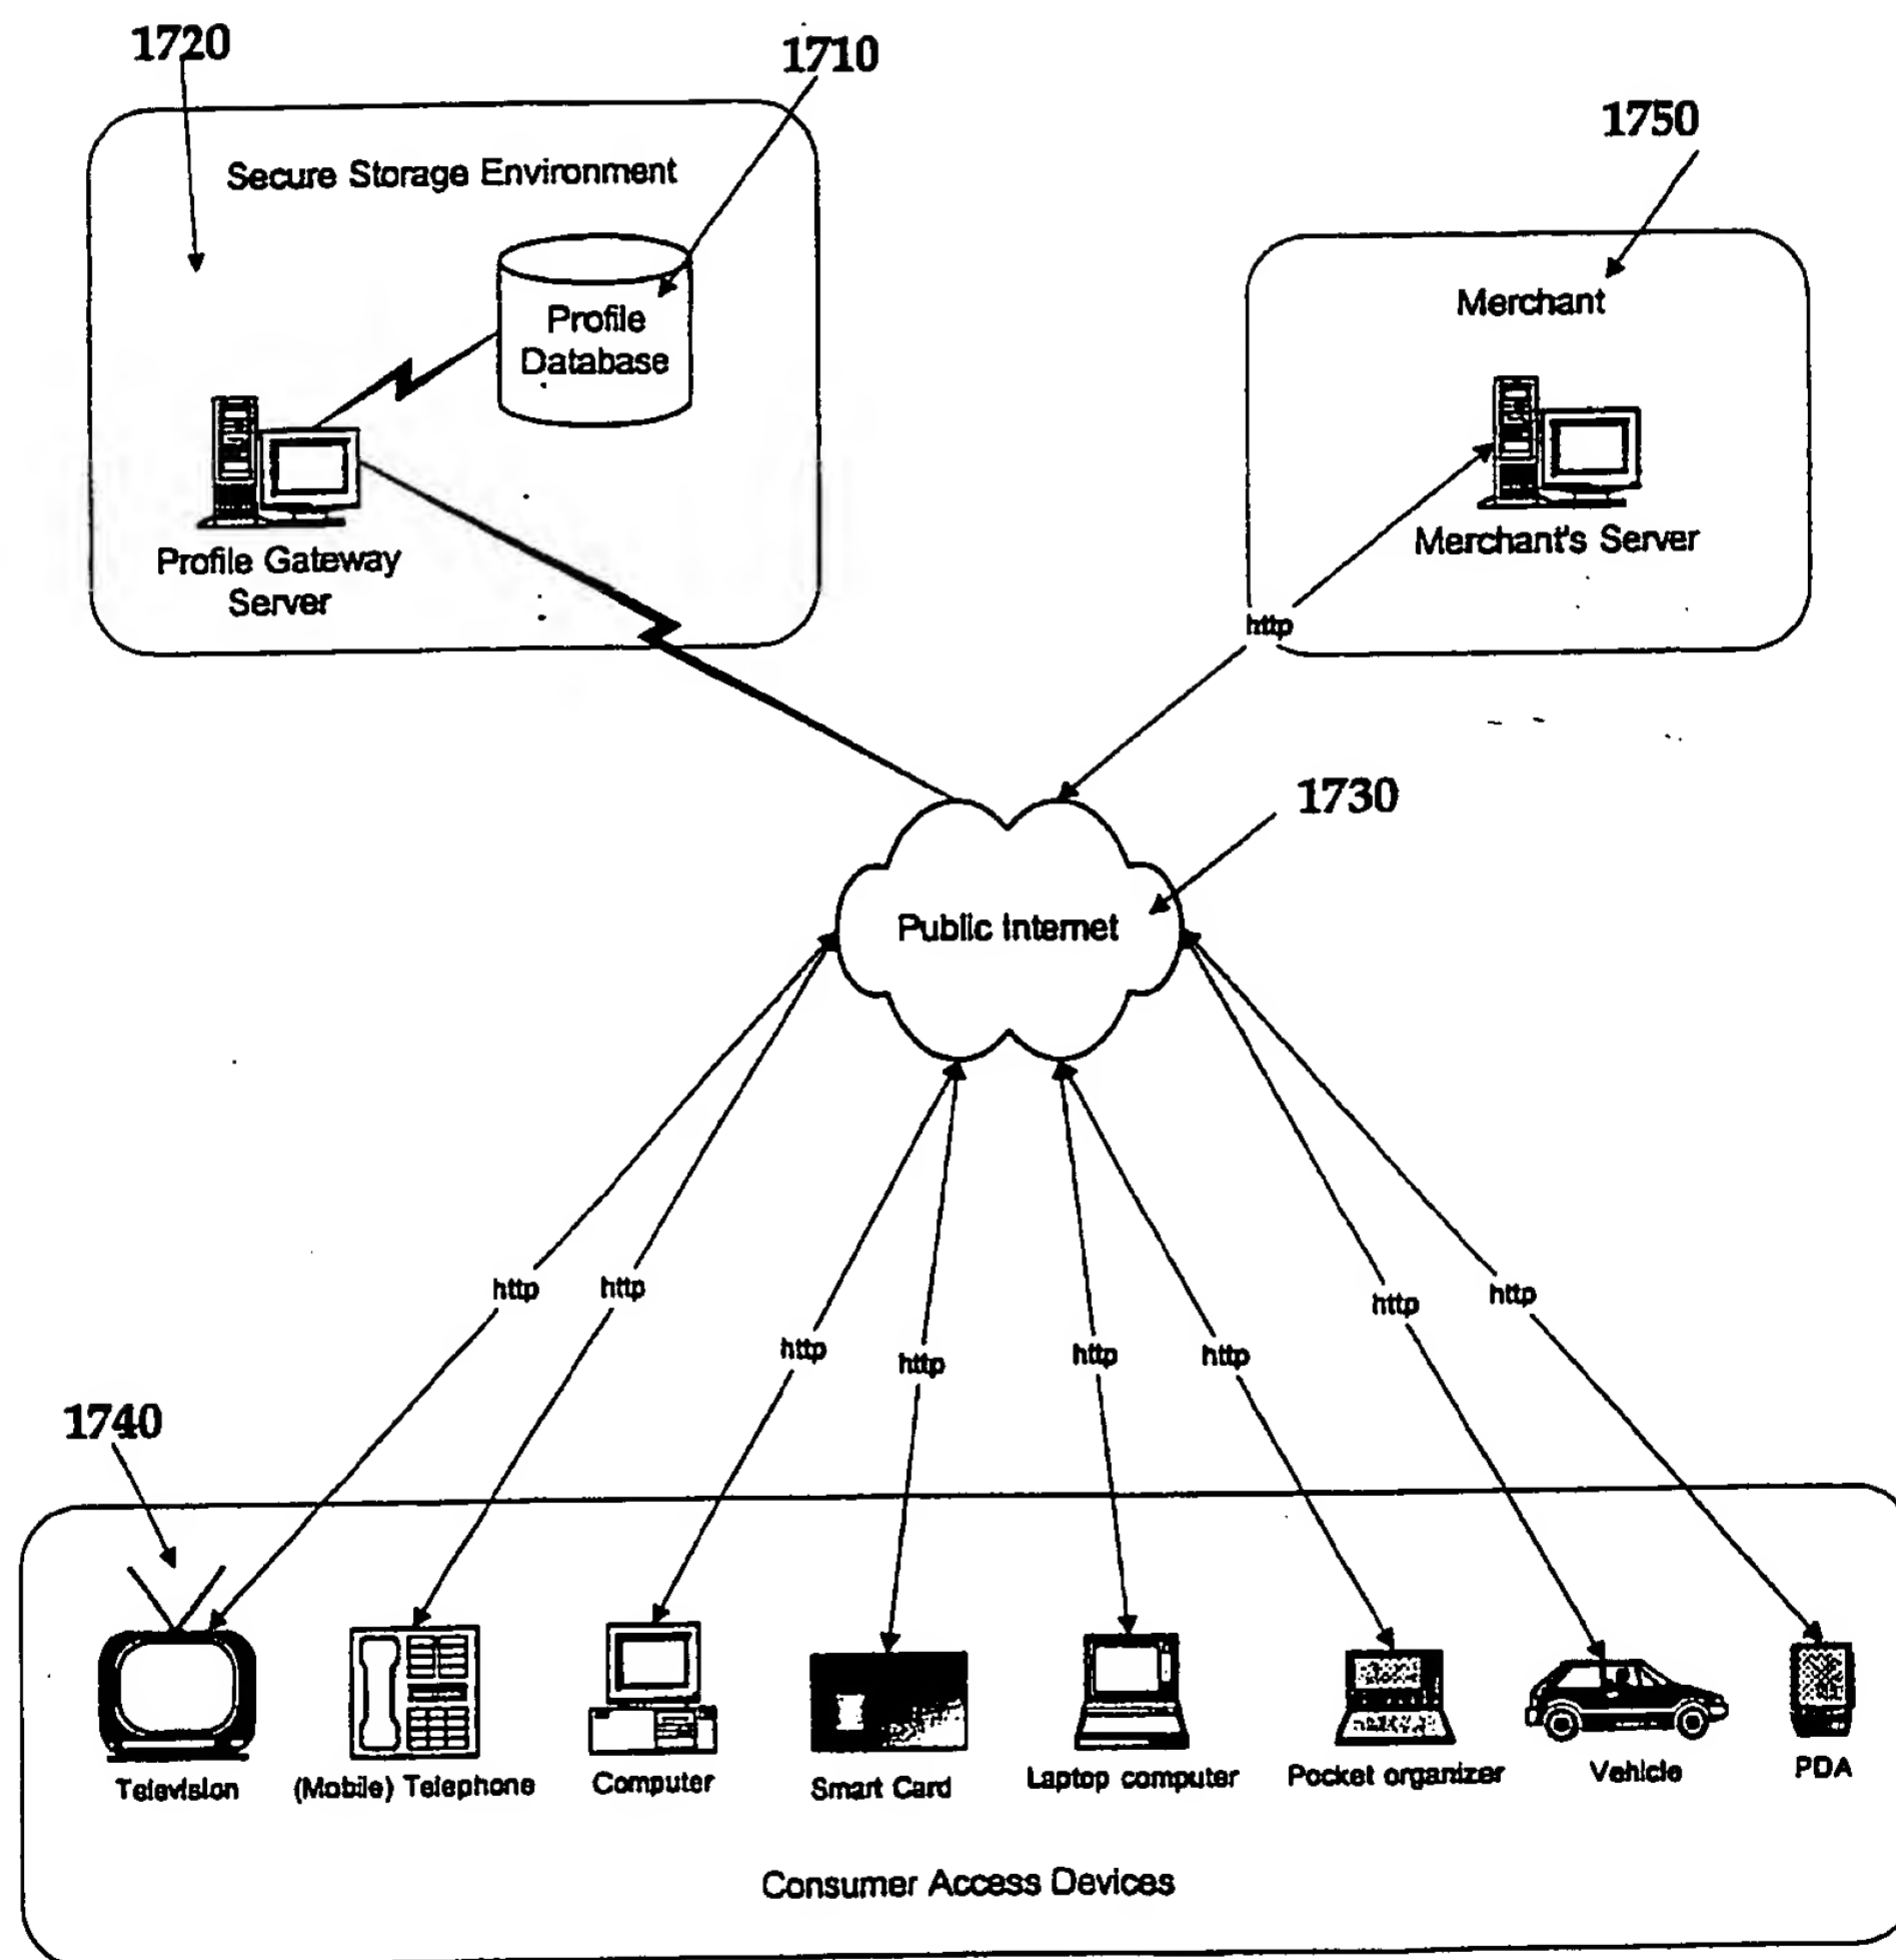 1720
1710
1750
Secure Storage Environment
Profile
Database
Merchant
Profile Gateway
Server
Merchant's Server
http
1730
Public Internet
http
http
http
http
http
http
http
http
1740
Television
(Mobile) Telephone
Computer
Smart Card
Laptop computer
Pocket organizer
Vehicle
PDA
Consumer Access Devices